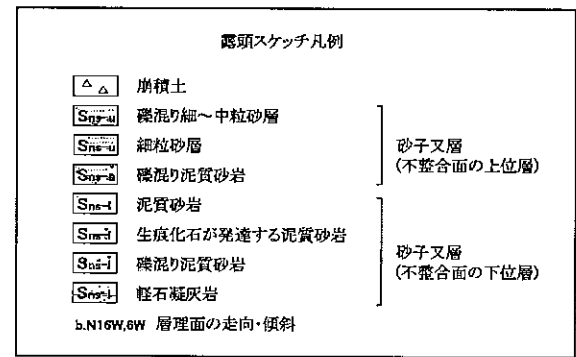 露頭スケッチ凡例
崩積土
礫混り細～中粒砂層
細粒砂層
礫混り泥質砂岩
砂子又層
(不整合面の上位層)
泥質砂岩
生痕化石が発達する泥質砂岩
礫混り泥質砂岩
軽石凝灰岩
砂子又層
(不整合面の下位層)
b.N16W,6W 層理面の走向・傾斜